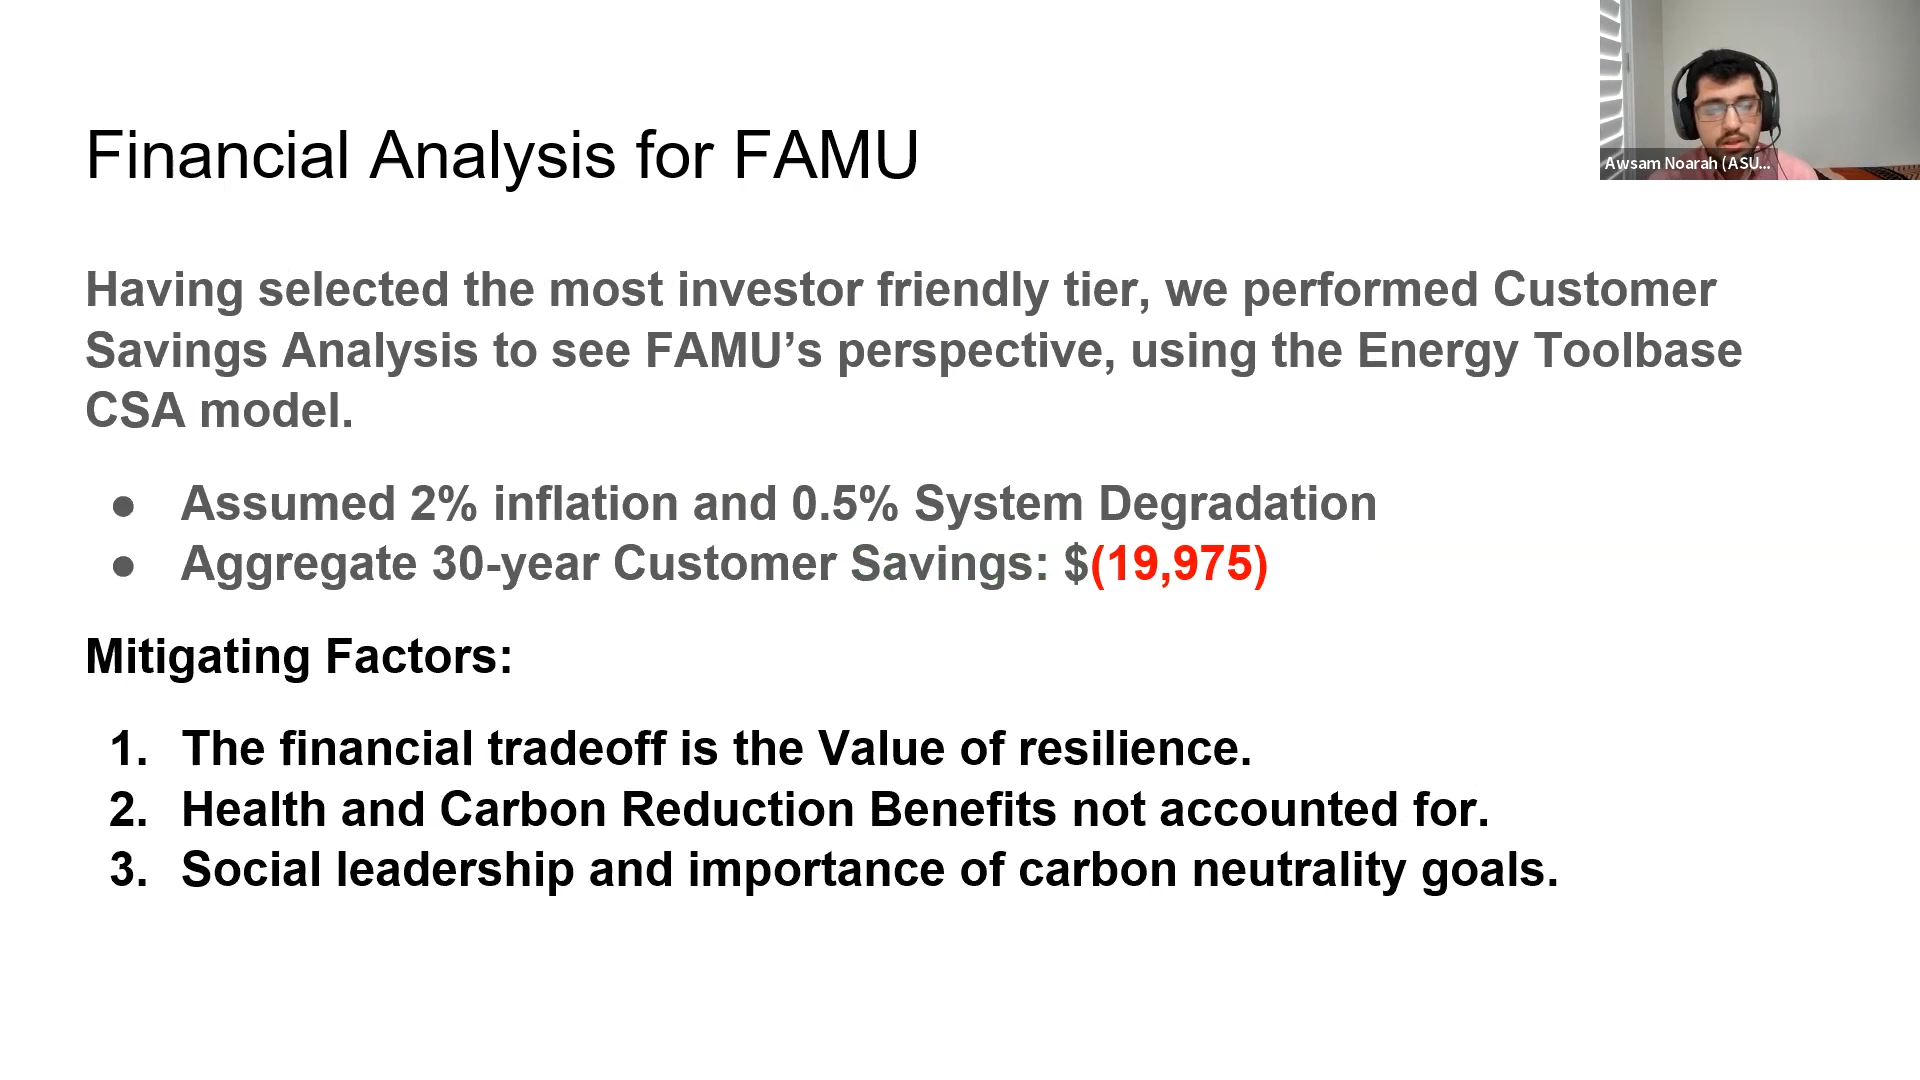 Financial Analysis for FAMU
Awsam Noarah (ASU...
Having selected the most investor friendly tier, we performed Customer
Savings Analysis to see FAMU’s perspective, using the Energy Toolbase
CSA model.
● Assumed 2% inflation and 0.5% System Degradation
● Aggregate 30-year Customer Savings: $(19,975)
Mitigating Factors:
1. The financial tradeoff is the Value of resilience.
2. Health and Carbon Reduction Benefits not accounted for.
3. Social leadership and importance of carbon neutrality goals.